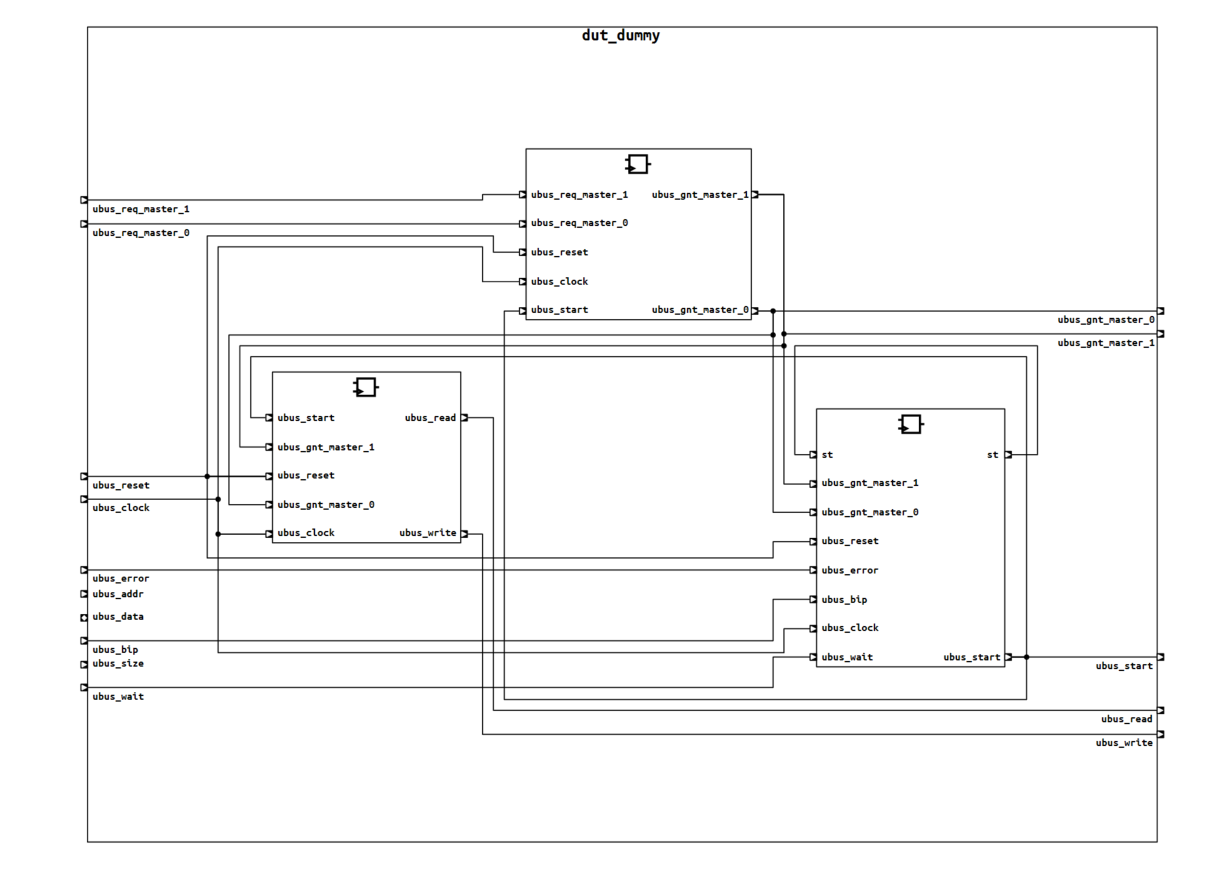 dut_dummy
ubus_req_master_1 ubus_gnt_master_1
ubus_req_master_1
ubus_req_master_0
ubus_req_master_0
ubus_reset
ubus_clock
ubus_start ubus_gnt_master_0
ubus_gnt_master_0
ubus_gnt_master_1
ubus_start ubus_read
ubus_gnt_master_1
ubus_reset
ubus_gnt_master_0
ubus_clock ubus_write
ubus_reset
ubus_clock
st st
ubus_gnt_master_1
ubus_gnt_master_0
ubus_reset
ubus_error
ubus_bip
ubus_clock
ubus_wait ubus_start
ubus_error
ubus_addr
ubus_data
ubus_bip
ubus_size
ubus_wait
ubus_start
ubus_read
ubus_write